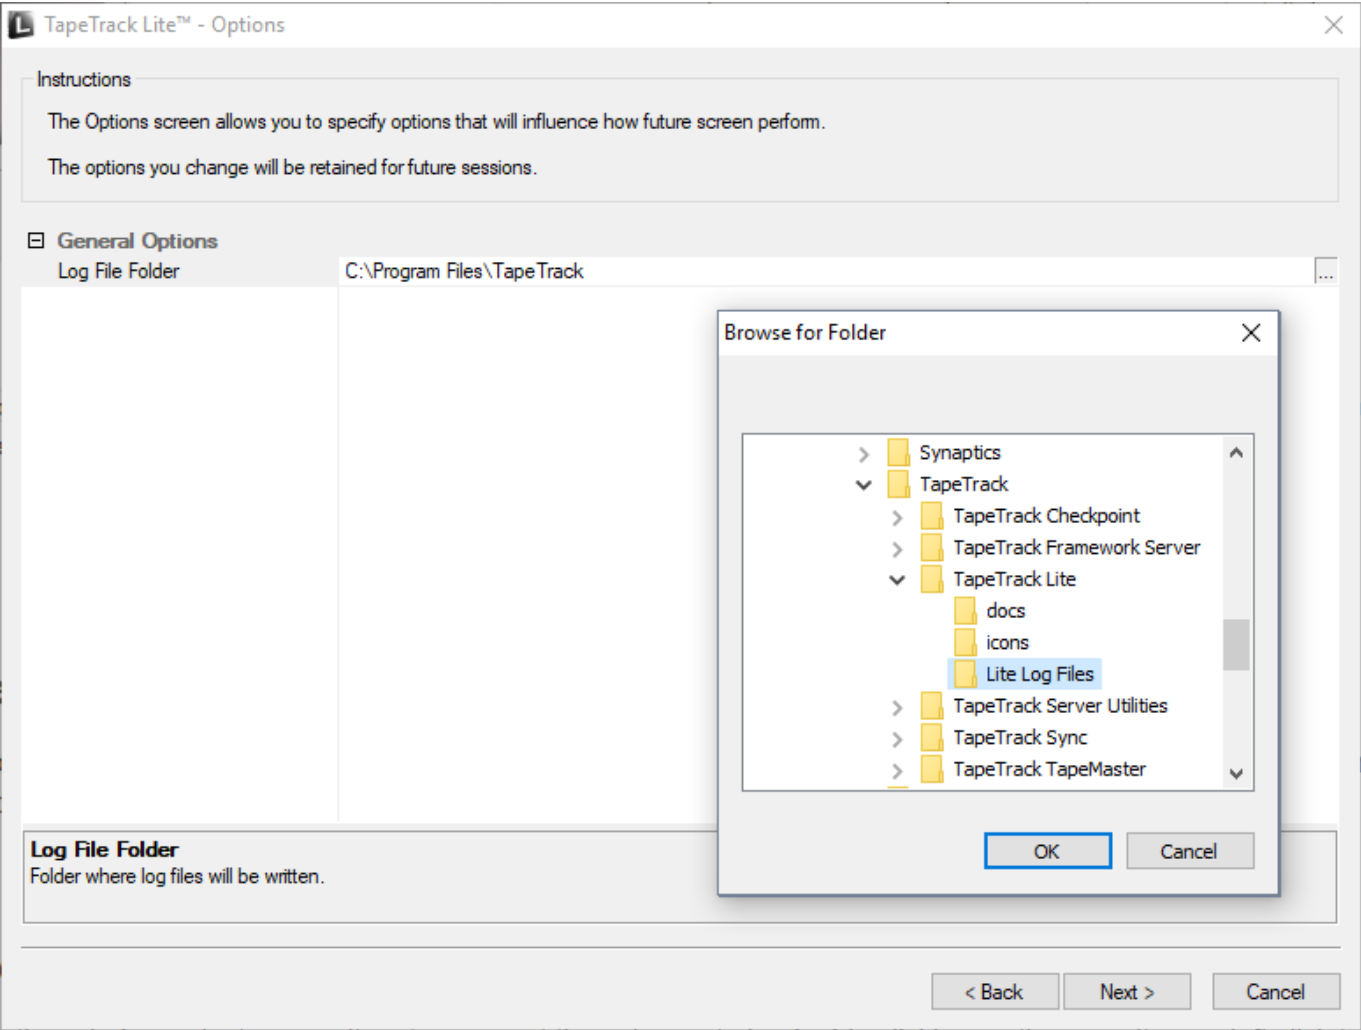 TapeTrack Lite™ - Options
Instructions
The Options screen allows you to specify options that will influence how future screen perform.
The options you change will be retained for future sessions.
General Options
Log File Folder
C:\Program Files\TapeTrack
...
Browse for Folder
Synaptics
TapeTrack
TapeTrack Checkpoint
TapeTrack Framework Server
TapeTrack Lite
docs
icons
Lite Log Files
TapeTrack Server Utilities
TapeTrack Sync
TapeTrack TapeMaster
OK
Cancel
Log File Folder
Folder where log files will be written.
< Back
Next >
Cancel